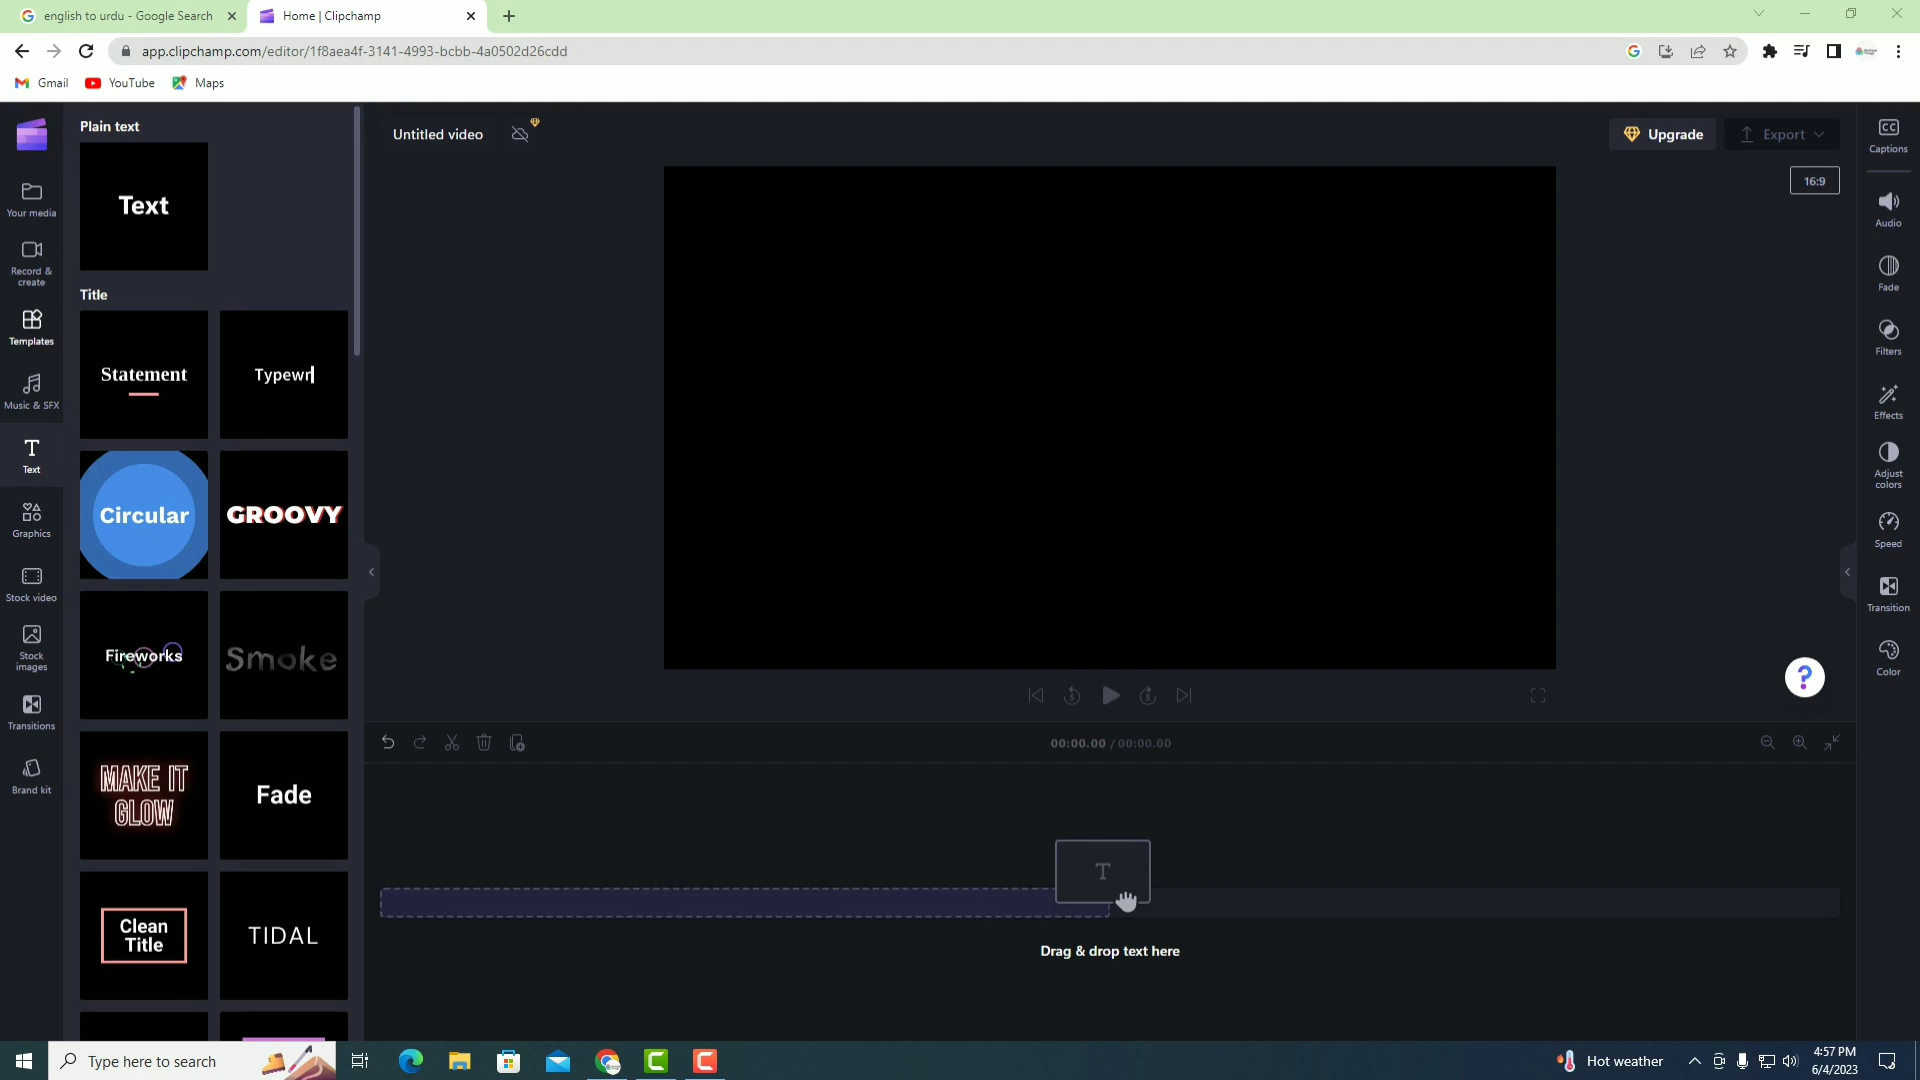 english to urdu - Google Search
Home | Clipchamp
app.clipchamp.com/editor/1f8aea4f-3141-4993-bcbb-4a0502d26cdd
Gmail
YouTube
Maps
Plain text
Text
Title
Statement
Typewr
Circular
GROOVY
Fireworks
Smoke
MAKE IT
GLOW
Fade
Clean
Title
TIDAL
Your media
Record &
create
Templates
Music & SFX
Text
Graphics
Stock video
Stock
images
Transitions
Brand kit
Untitled video
Upgrade
Export
16:9
CC
Captions
Audio
Fade
Filters
Effects
Adjust
colors
Speed
Transition
Color
?
5
5
00:00.00 / 00:00.00
T
Drag & drop text here
Type here to search
Hot weather
4:57 PM
6/4/2023